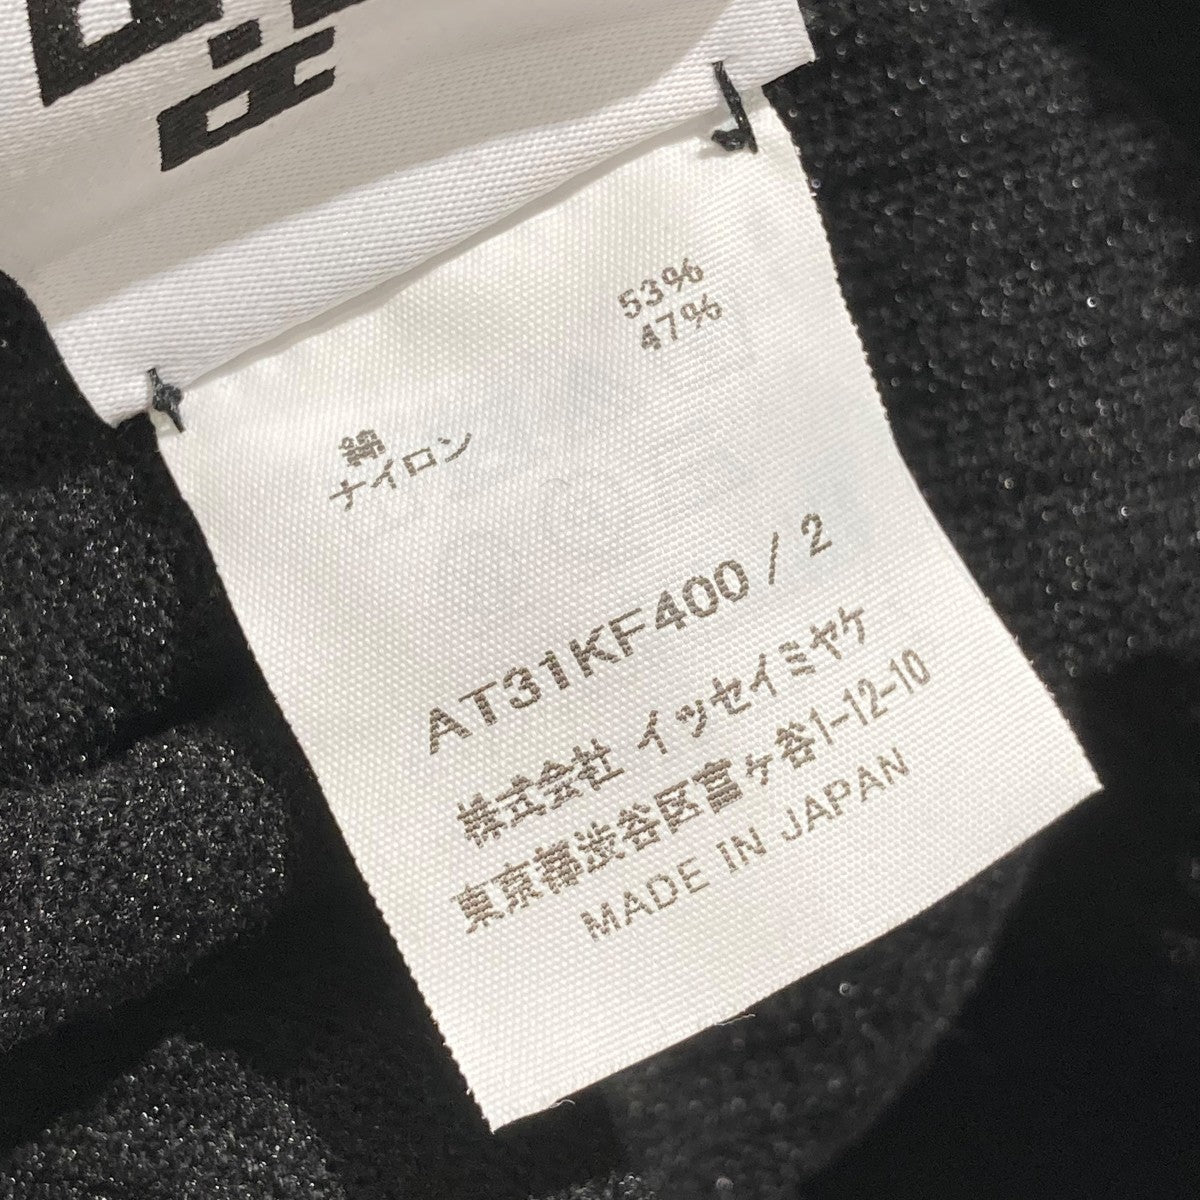 綿 53%
ナイロン 47%
AT31KF400 / 2
株式会社 イッセイミヤケ
東京都渋谷区富ヶ谷1-12-10
MADE IN JAPAN